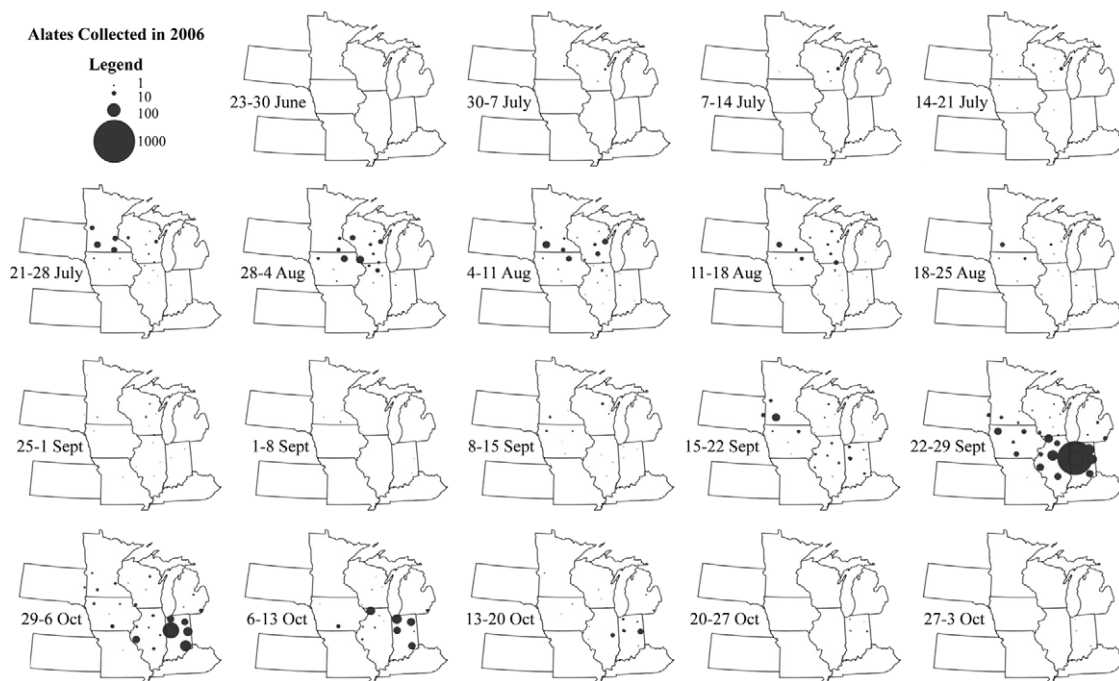 Alates Collected in 2006
Legend
1
10
100
1000
23-30 June
30-7 July
7-14 July
14-21 July
21-28 July
28-4 Aug
4-11 Aug
11-18 Aug
18-25 Aug
25-1 Sept
1-8 Sept
8-15 Sept
15-22 Sept
22-29 Sept
29-6 Oct
6-13 Oct
13-20 Oct
20-27 Oct
27-3 Oct